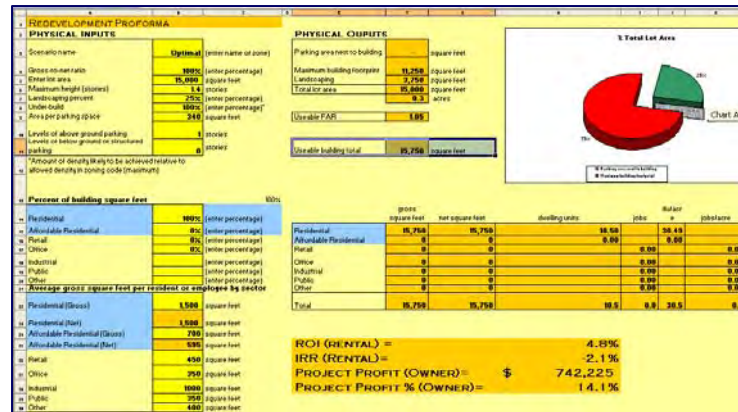 REDEVELOPMENT PROFORMA
PHYSICAL INPUTS
PHYSICAL OUPUTS
Scenario name Optimal (enter name or zone)
Parking area next to building - square feet
% Total Lot Area
Gross-to-net ratio 100% (enter percentage)
Maximum building footprint 11,250 square feet
Enter lot area 15,000 square feet
Landscaping 3,750 square feet
Maximum height (stories) 1.4 stories
Total lot area 15,000 square feet
Landscaping percent 25% (enter percentage)
0.3 acres
Under-build 100% (enter percentage)*
Area per parking space 340 square feet
Useable FAR 1.05
Chart A
Levels of above ground parking 1 stories
Levels of below ground or structured
parking 0 stories
Useable building total 15,750 square feet
*Amount of density likely to be achieved relative to
allowed density in zoning code (maximum)
Percent of building square feet 100%
gross
square feet net square feet dwelling units jobs jobs/acre
Residential 100% (enter percentage)
Residential 15,750 15,750 10.50
Affordable Residential 0% (enter percentage)
Affordable Residential 0 0 0.00 0.00
Retail 0% (enter percentage)
Retail 0 0 0.00
Office 0% (enter percentage)
Office 0 0 0.00
Industrial (enter percentage)
Industrial 0 0 0.00
Public (enter percentage)
Public 0 0 0.00
Other (enter percentage)
Other 0 0 0.00
Average gross square feet per resident or employee by sector
Residential (Gross) 1,500 square feet
Total 15,750 15,750 10.5 0.0 30.5
Residential (Net) 1,500 square feet
Affordable Residential (Gross) 700 square feet
Affordable Residential (Net) 595 square feet
Retail 450 square feet
Office 350 square feet
Industrial 1000 square feet
Public 350 square feet
Other 400 square feet
ROI (RENTAL) = 4.8%
IRR (RENTAL)= -2.1%
PROJECT PROFIT (OWNER)= $ 742,225
PROJECT PROFIT % (OWNER)= 14.1%